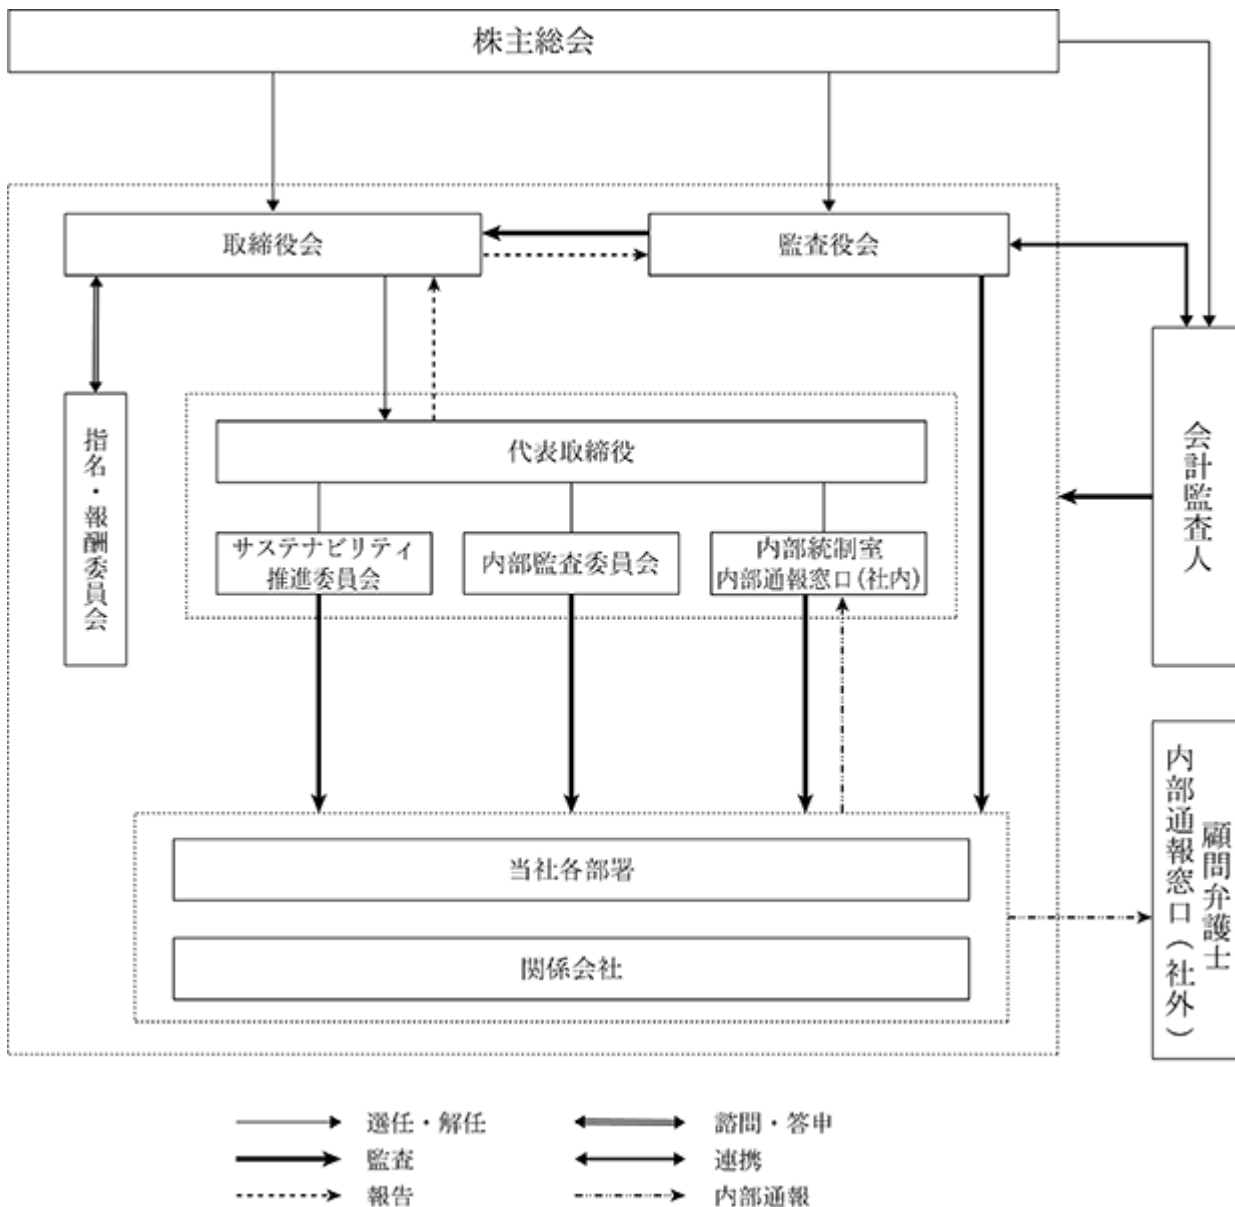 株主総会
取締役会
監査役会
指名・報酬委員会
代表取締役
会計監査人
サステナビリティ
推進委員会
内部監査委員会
内部統制室
内部通報窓口(社内)
顧問弁護士
内部通報窓口(社外)
当社各部署
関係会社
選任・解任
諮問・答申
監査
連携
報告
内部通報